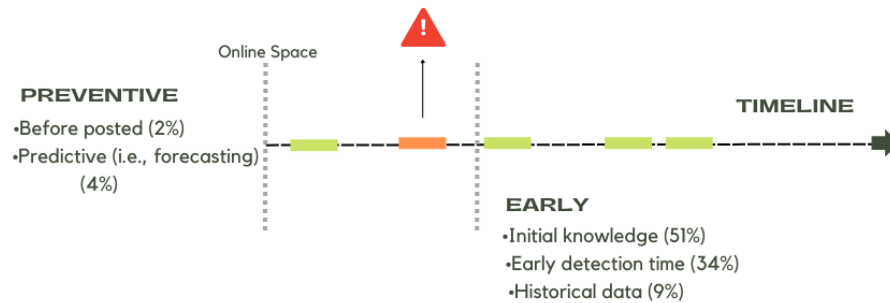 !
Online Space
PREVENTIVE
•Before posted (2%)
•Predictive (i.e., forecasting)
(4%)
TIMELINE
EARLY
•Initial knowledge (51%)
•Early detection time (34%)
•Historical data (9%)